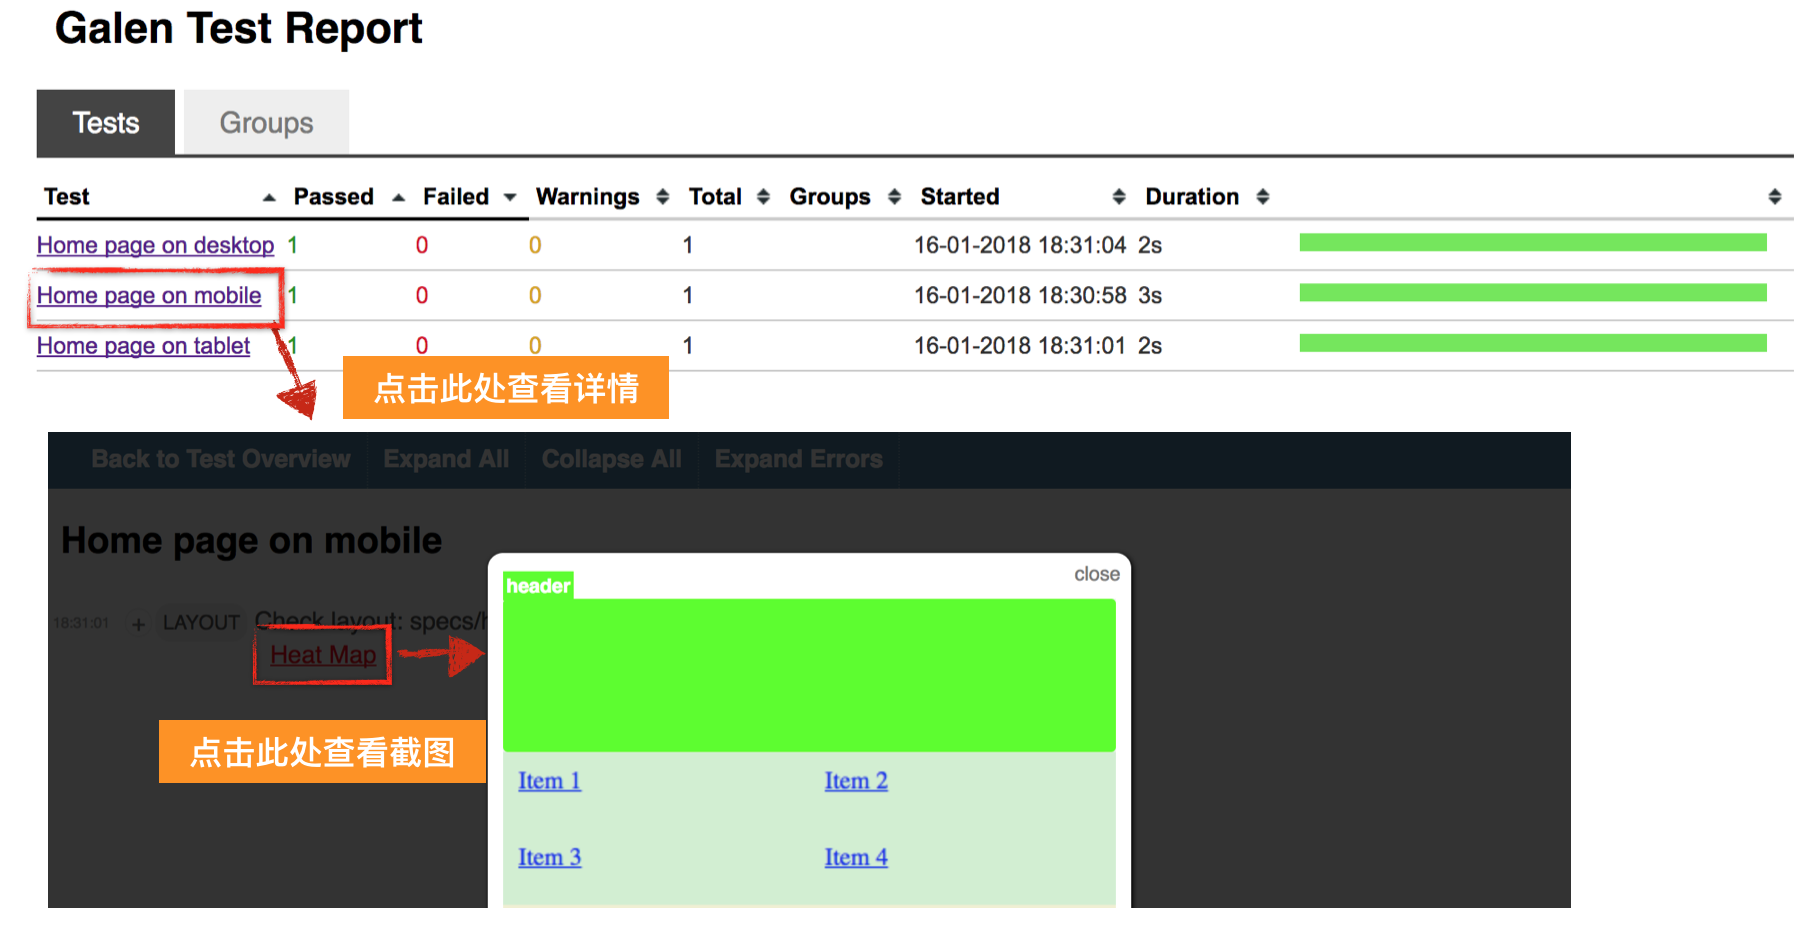 Galen Test Report
Tests Groups
Test Passed Failed Warnings Total Groups Started Duration
Home page on desktop 1 0 0 1 16-01-2018 18:31:04 2s
Home page on mobile 1 0 0 1 16-01-2018 18:30:58 3s
Home page on tablet 1 0 0 1 16-01-2018 18:31:01 2s
点击此处查看详情
Back to Test Overview Expand All Collapse All Expand Errors
Home page on mobile
close
header
18:31:01 + LAYOUT Check layout: specs/h
Heat Map
点击此处查看截图
Item 1 Item 2
Item 3 Item 4